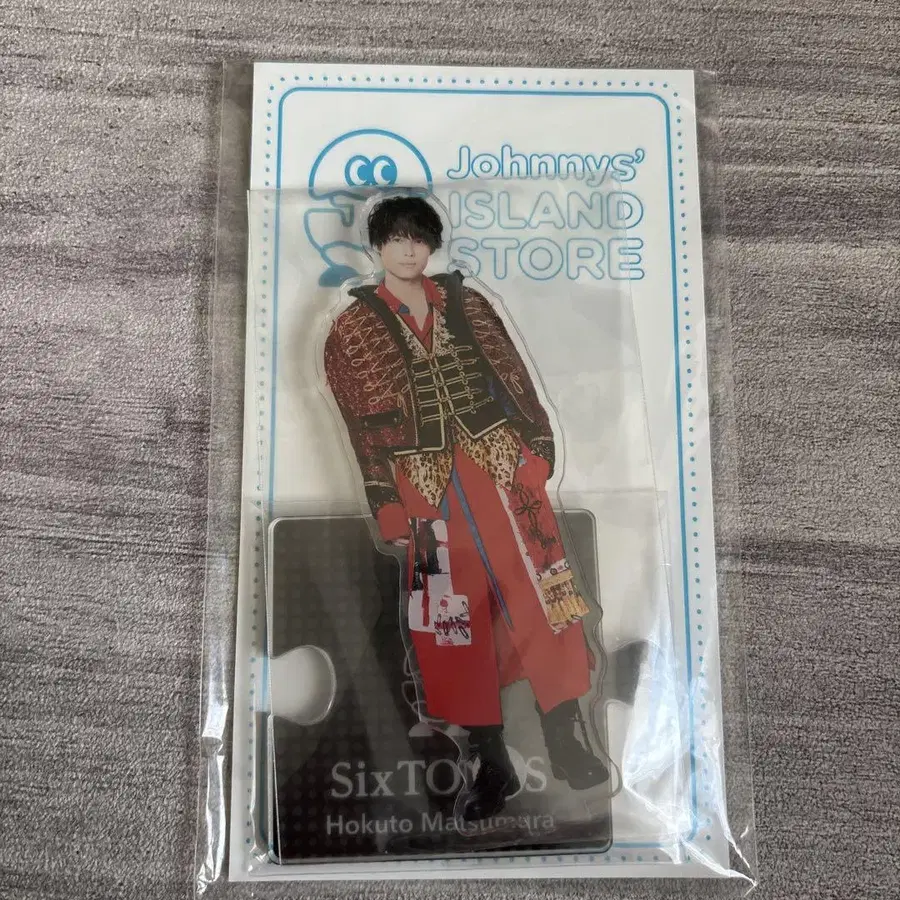 Johnnys'
ISLAND
STORE
SixTONES
Hokuto Matsumura